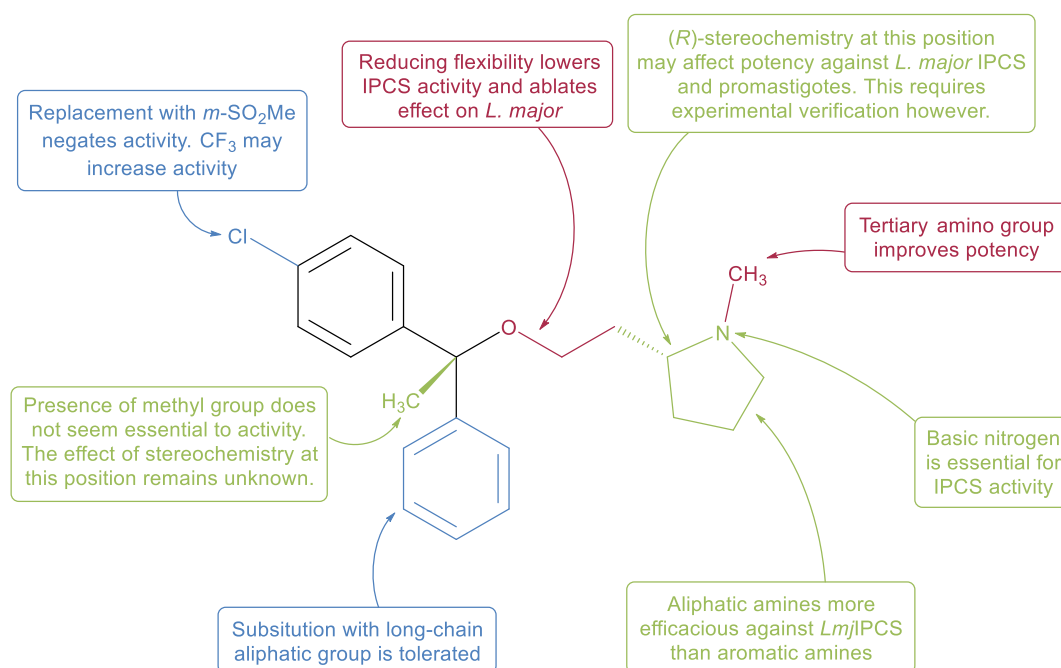 (R)-stereochemistry at this position
may affect potency against L. major IPCS
and promastigotes. This requires
experimental verification however.
Reducing flexibility lowers
IPCS activity and ablates
effect on L. major
Replacement with m-SO₂Me
negates activity. CF₃ may
increase activity
Tertiary amino group
improves potency
Cl
CH₃
O
N
H₃C
Presence of methyl group does
not seem essential to activity.
The effect of stereochemistry at
this position remains unknown.
Basic nitrogen
is essential for
IPCS activity
Subsitution with long-chain
aliphatic group is tolerated
Aliphatic amines more
efficacious against LmjIPCS
than aromatic amines